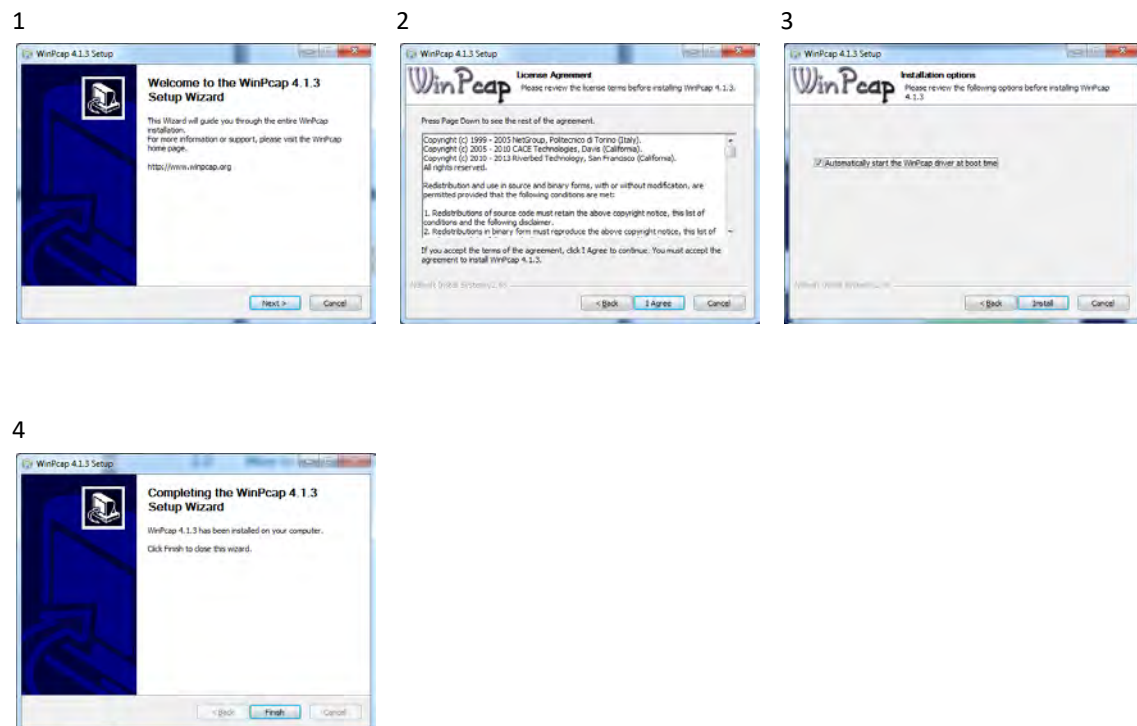 1
WinPcap 4.1.3 Setup
Welcome to the WinPcap 4.1.3
Setup Wizard
This Wizard will guide you through the entire WinPcap
installation.
For more information or support, please visit the WinPcap
home page.
http://www.winpcap.org
Next >
Cancel
2
WinPcap 4.1.3 Setup
WinPcap
License Agreement
Please review the license terms before installing WinPcap 4.1.3.
Press Page Down to see the rest of the agreement.
Copyright (c) 1999 - 2005 NetGroup, Politecnico di Torino (Italy).
Copyright (c) 2005 - 2010 CACE Technologies, Davis (California).
Copyright (c) 2010 - 2013 Riverbed Technology, San Francisco (California).
All rights reserved.
Redistribution and use in source and binary forms, with or without modification, are
permitted provided that the following conditions are met:
1. Redistributions of source code must retain the above copyright notice, this list of
conditions and the following disclaimer.
2. Redistributions in binary form must reproduce the above copyright notice, this list of
If you accept the terms of the agreement, click I Agree to continue. You must accept the
agreement to install WinPcap 4.1.3.
< Back
I Agree
Cancel
3
WinPcap 4.1.3 Setup
WinPcap
Installation options
Please review the following options before installing WinPcap
4.1.3
Automatically start the WinPcap driver at boot time
< Back
Install
Cancel
4
WinPcap 4.1.3 Setup
Completing the WinPcap 4.1.3
Setup Wizard
WinPcap 4.1.3 has been installed on your computer.
Click Finish to close this wizard.
< Back
Finish
Cancel